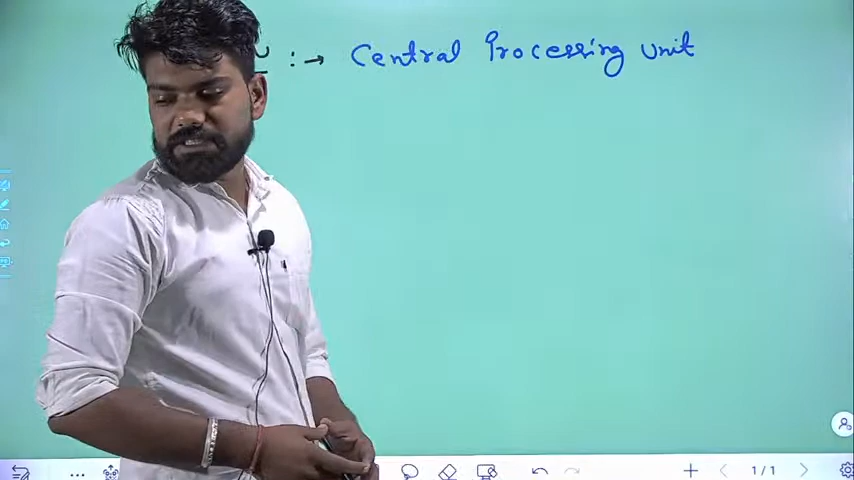 :→ Central Processing Unit
1/1